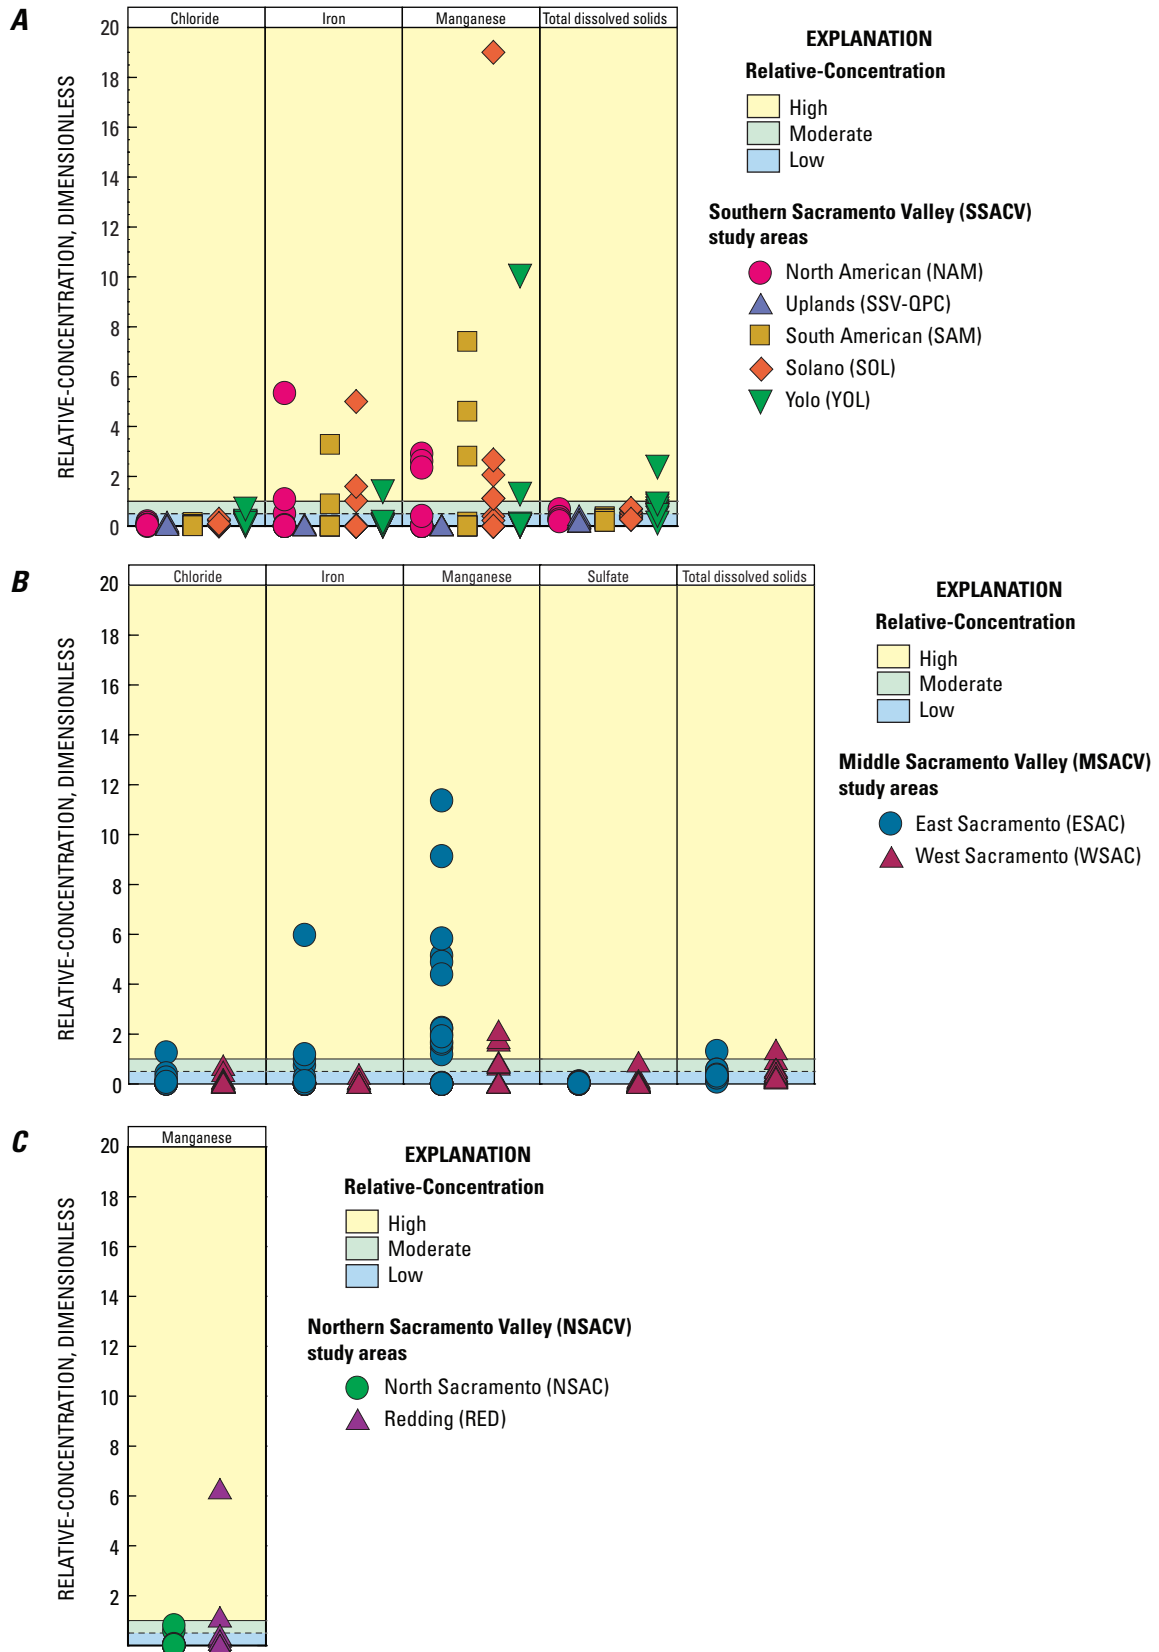 A
Chloride
Iron
Manganese
Total dissolved solids
RELATIVE-CONCENTRATION, DIMENSIONLESS
20
18
16
14
12
10
8
6
4
2
0
EXPLANATION
Relative-Concentration
High
Moderate
Low
Southern Sacramento Valley (SSACV)
study areas
North American (NAM)
Uplands (SSV-QPC)
South American (SAM)
Solano (SOL)
Yolo (YOL)
B
Chloride
Iron
Manganese
Sulfate
Total dissolved solids
RELATIVE-CONCENTRATION, DIMENSIONLESS
20
18
16
14
12
10
8
6
4
2
0
EXPLANATION
Relative-Concentration
High
Moderate
Low
Middle Sacramento Valley (MSACV)
study areas
East Sacramento (ESAC)
West Sacramento (WSAC)
C
Manganese
RELATIVE-CONCENTRATION, DIMENSIONLESS
20
18
16
14
12
10
8
6
4
2
EXPLANATION
Relative-Concentration
High
Moderate
Low
Northern Sacramento Valley (NSACV)
study areas
North Sacramento (NSAC)
Redding (RED)